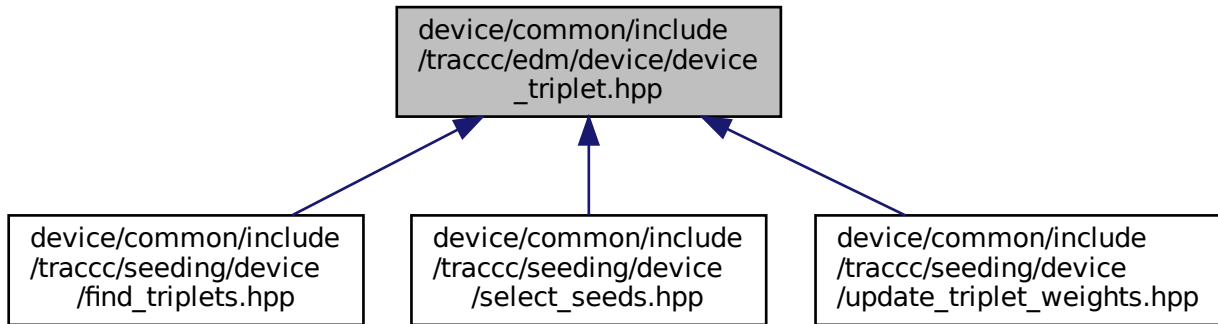 device/common/include
/traccc/edm/device/device
_triplet.hpp
device/common/include
/traccc/seeding/device
/find_triplets.hpp
device/common/include
/traccc/seeding/device
/select_seeds.hpp
device/common/include
/traccc/seeding/device
/update_triplet_weights.hpp